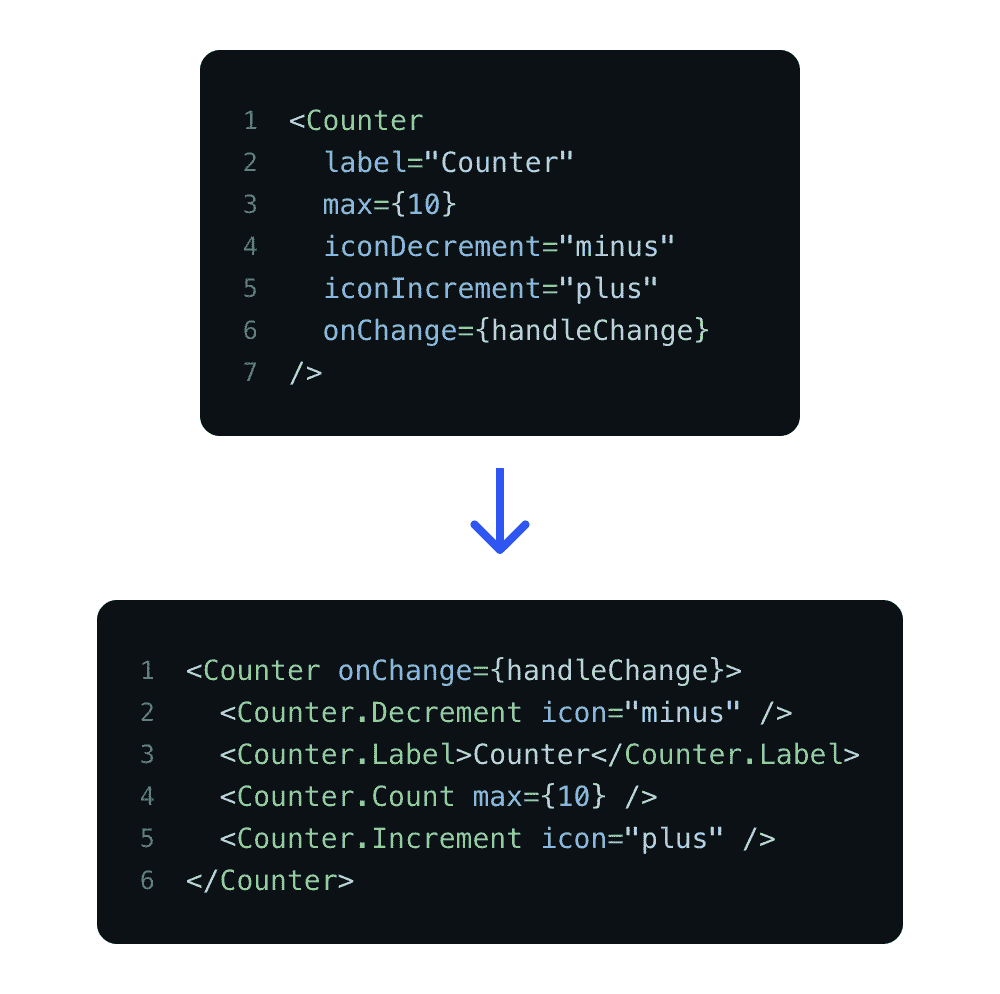 1 <Counter
2 label="Counter"
3 max={10}
4 iconDecrement="minus"
5 iconIncrement="plus"
6 onChange={handleChange}
7 />
1 <Counter onChange={handleChange}>
2 <Counter.Decrement icon="minus" />
3 <Counter.Label>Counter</Counter.Label>
4 <Counter.Count max={10} />
5 <Counter.Increment icon="plus" />
6 </Counter>